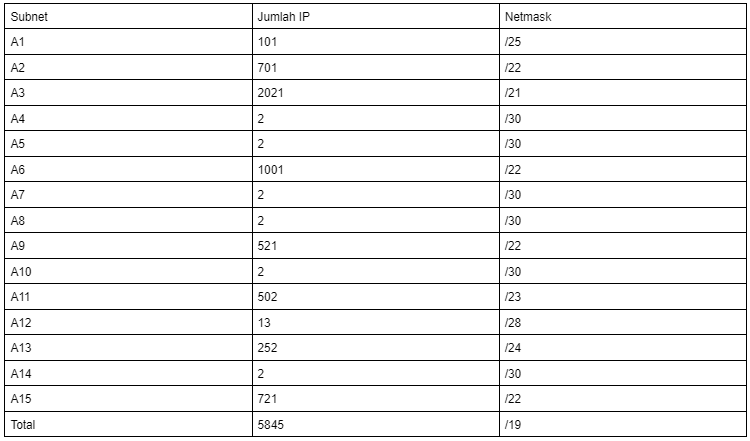 Subnet Jumlah IP Netmask
A1 101 /25
A2 701 /22
A3 2021 /21
A4 2 /30
A5 2 /30
A6 1001 /22
A7 2 /30
A8 2 /30
A9 521 /22
A10 2 /30
A11 502 /23
A12 13 /28
A13 252 /24
A14 2 /30
A15 721 /22
Total 5845 /19